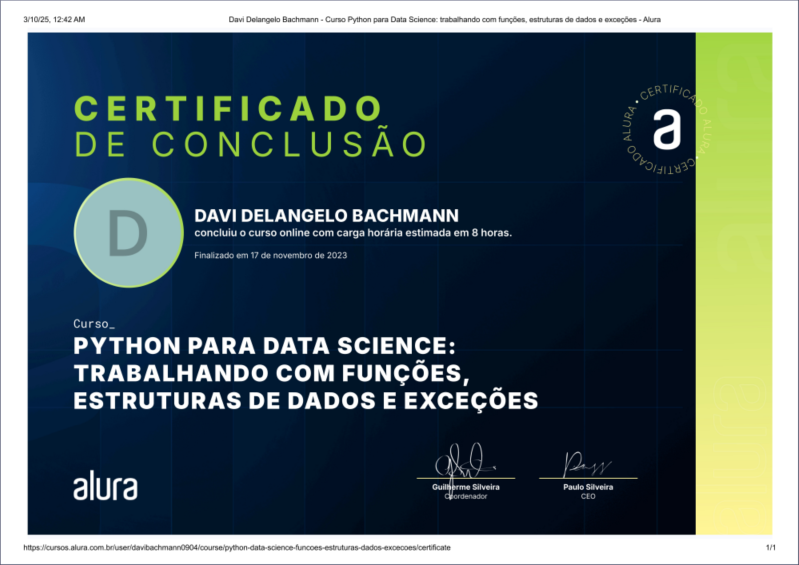 3/10/25, 12:42 AM
Davi Delangelo Bachmann - Curso Python para Data Science: trabalhando com funções, estruturas de dados e exceções - Alura
CERTIFICADO
DE CONCLUSÃO
• CERTIFICADO ALURA • CERTIFICADO ALURA
a
D
DAVI DELANGELO BACHMANN
concluiu o curso online com carga horária estimada em 8 horas.
Finalizado em 17 de novembro de 2023
Curso_
PYTHON PARA DATA SCIENCE:
TRABALHANDO COM FUNÇÕES,
ESTRUTURAS DE DADOS E EXCEÇÕES
alura
Guilherme Silveira
Coordenador
Paulo Silveira
CEO
https://cursos.alura.com.br/user/davibachmann0904/course/python-data-science-funcoes-estruturas-dados-excecoes/certificate
1/1